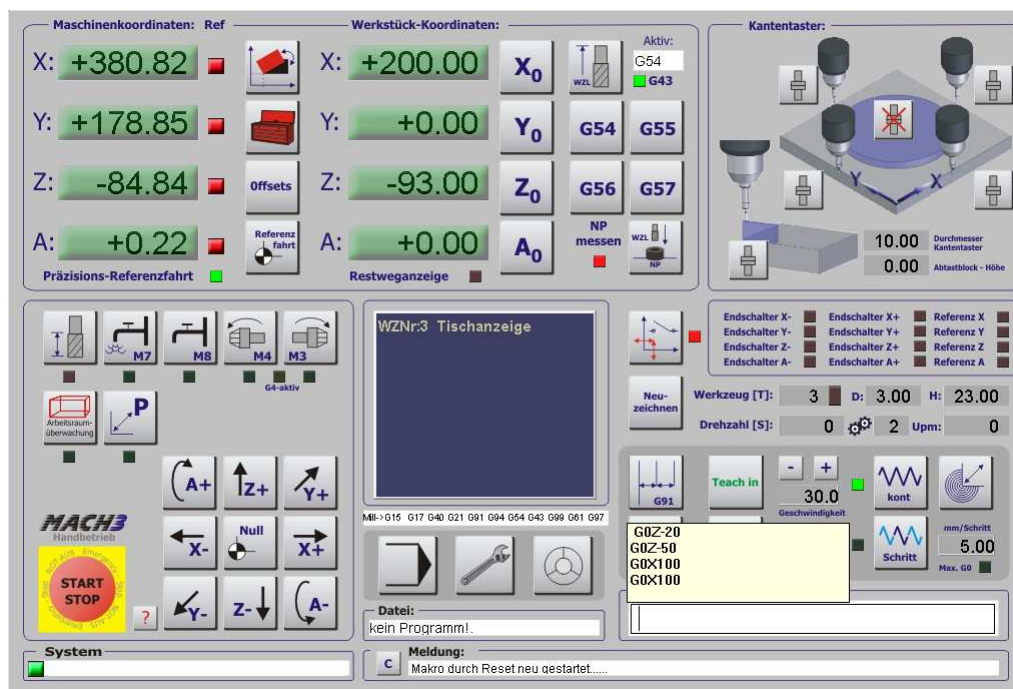 Maschinenkoordinaten: Ref
X: +380.82
Y: +178.85
Z: -84.84
A: +0.22
Präzisions-Referenzfahrt
Offsets
Referenz
fahrt
Werkstück-Koordinaten:
X: +200.00 X0
Y: +0.00 Y0
Z: -93.00 Z0
A: +0.00 A0
Restweganzeige
WZL
Aktiv:
G54
G43
G54 G55
G56 G57
NP
messen
WZL
NP
Kantentaster:
Y X
10.00 Durchmesser
Kantentaster
0.00 Abtastblock - Höhe
M7 M8 M4 M3
G4-aktiv
Arbeitsraum-
überwachung
P
A+ Z+ Y+
X- Null X+
Y- Z- A-
MACH3
Handbetrieb
Emergency stop NOT-AUS
START
STOP
?
WZNr:3 Tischanzeige
Mill->G15 G17 G40 G21 G91 G94 G54 G43 G99 G61 G97
Datei:
kein Programm!.
Endschalter X- Endschalter X+ Referenz X
Endschalter Y- Endschalter Y+ Referenz Y
Endschalter Z- Endschalter Z+ Referenz Z
Endschalter A- Endschalter A+ Referenz A
Neu-
zeichnen
Werkzeug [T]: 3 D: 3.00 H: 23.00
Drehzahl [S]: 0 2 Upm: 0
G91
Teach in
- +
30.0
Geschwindigkeit
kont
Schritt
mm/Schritt
5.00
Max. G0
G0Z-20
G0Z-50
G0X100
G0X100
System
C
Meldung:
Makro durch Reset neu gestartet......